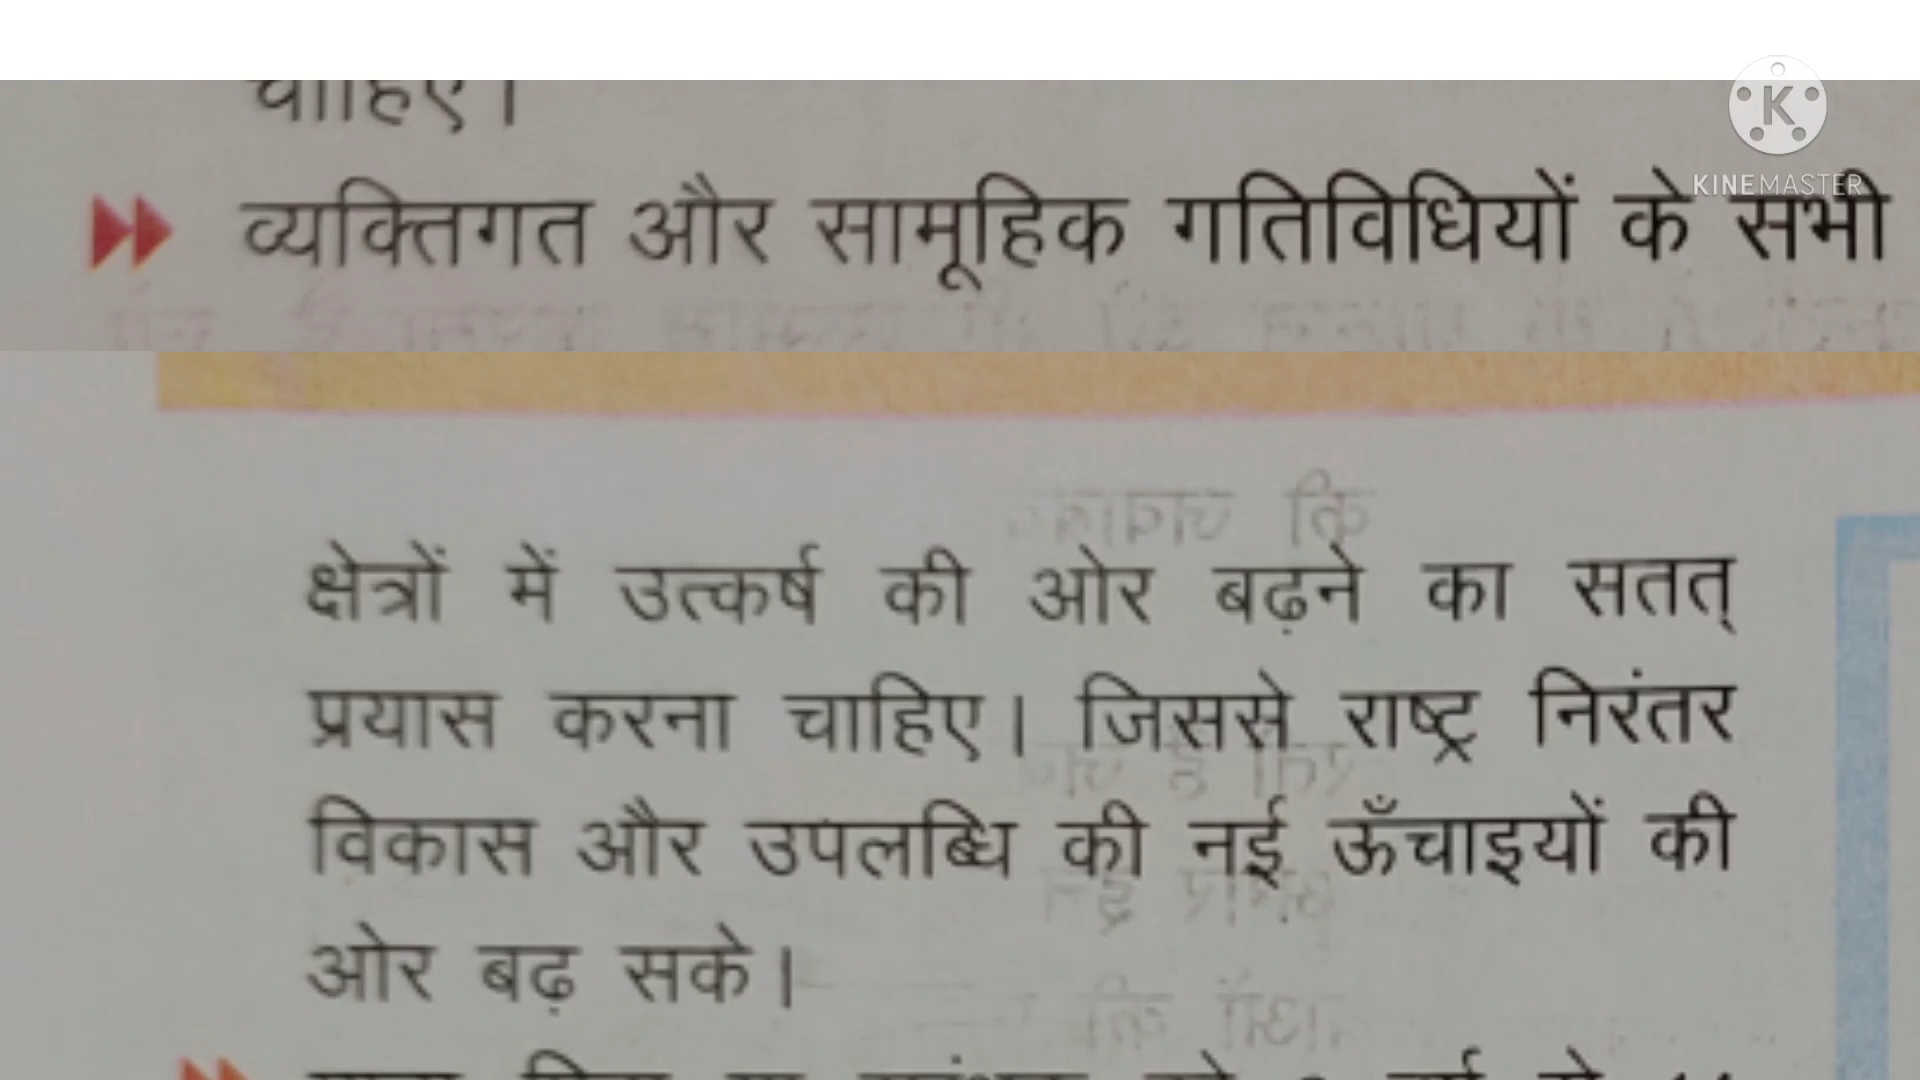 चाहिए।
KINEMASTER
व्यक्तिगत और सामूहिक गतिविधियों के सभी
क्षेत्रों में उत्कर्ष की ओर बढ़ने का सतत्
प्रयास करना चाहिए। जिससे राष्ट्र निरंतर
विकास और उपलब्धि की नई ऊँचाइयों की
ओर बढ़ सके।